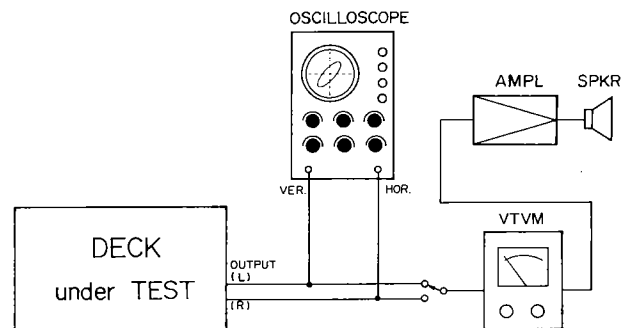 OSCILLOSCOPE
AMPL
SPKR
VER.
HOR.
VTVM
DECK
under TEST
OUTPUT
(L)
(R)